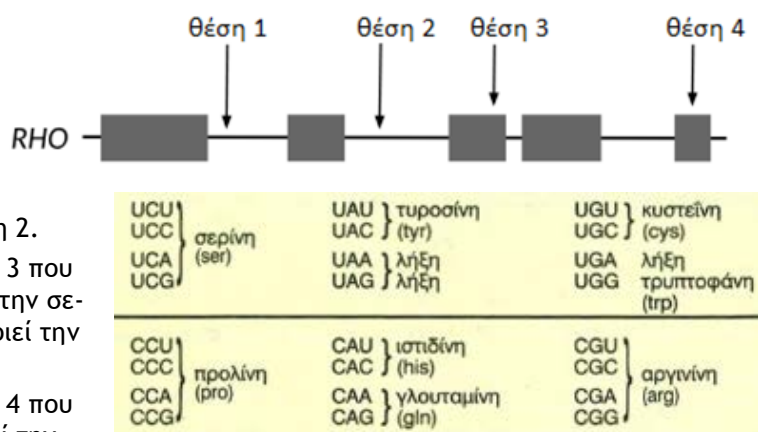 θέση 1 θέση 2 θέση 3 θέση 4
RHO
η 2.
3 που
την σε-
ριεί την
4 που
UCU UAU τυροσίνη UGU κυστεΐνη
UCC UAC (tyr) UGC (cys)
σερίνη
UCA (ser) UAA λήξη UGA λήξη
UCG UAG λήξη UGG τρυπτοφάνη
(trp)
CCU CAU ιστιδίνη CGU
CCC CAC (his) CGC
προλίνη αργινίνη
CCA (pro) CAA γλουταμίνη CGA (arg)
CCG CAG (gln) CGG